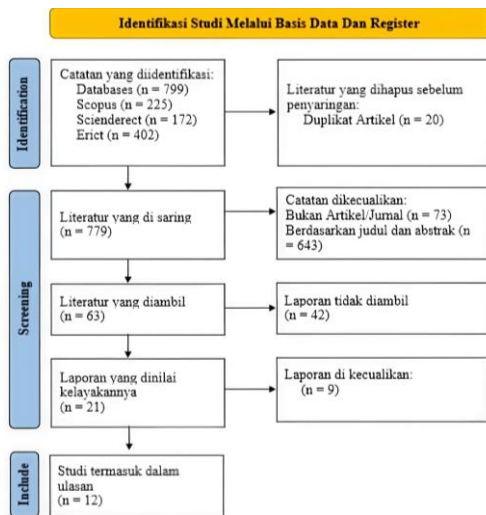 Identifikasi Studi Melalui Basis Data Dan Register
Identification
Catatan yang diidentifikasi:
Databases (n = 799)
Scopus (n = 225)
Scienderect (n = 172)
Erict (n = 402)
Literatur yang dihapus sebelum
penyaringan:
Duplikat Artikel (n = 20)
Screening
Literatur yang di saring
(n = 779)
Catatan dikecualikan:
Bukan Artikel/Jurnal (n = 73)
Berdasarkan judul dan abstrak (n
= 643)
Literatur yang diambil
(n = 63)
Laporan tidak diambil
(n = 42)
Laporan yang dinilai
kelayakannya
(n = 21)
Laporan di kecualikan:
(n = 9)
Include
Studi termasuk dalam
ulasan
(n = 12)